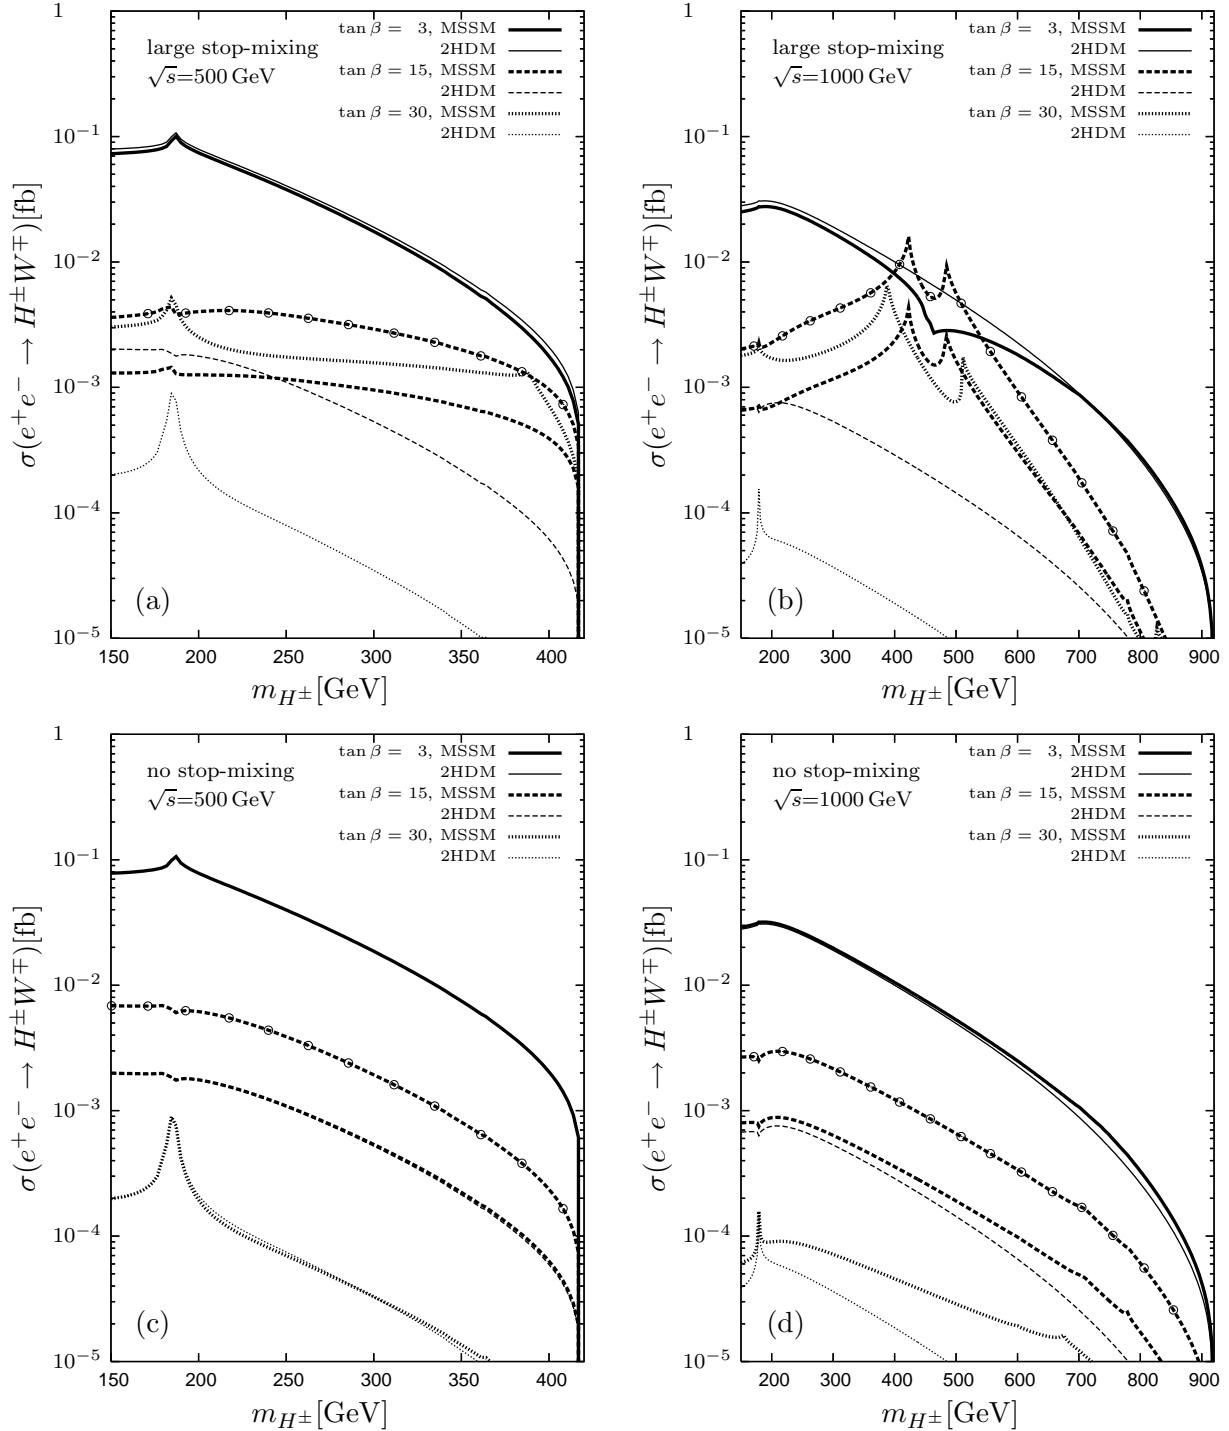 large stop-mixing
√s=500 GeV
tan β = 3, MSSM
2HDM
tan β = 15, MSSM
2HDM
tan β = 30, MSSM
2HDM
1
10⁻¹
10⁻²
10⁻³
10⁻⁴
10⁻⁵
σ(e⁺e⁻ → H±W∓)[fb]
(a)
150 200 250 300 350 400
m_H± [GeV]
large stop-mixing
√s=1000 GeV
tan β = 3, MSSM
2HDM
tan β = 15, MSSM
2HDM
tan β = 30, MSSM
2HDM
1
10⁻¹
10⁻²
10⁻³
10⁻⁴
10⁻⁵
σ(e⁺e⁻ → H±W∓)[fb]
(b)
200 300 400 500 600 700 800 900
m_H± [GeV]
no stop-mixing
√s=500 GeV
tan β = 3, MSSM
2HDM
tan β = 15, MSSM
2HDM
tan β = 30, MSSM
2HDM
1
10⁻¹
10⁻²
10⁻³
10⁻⁴
10⁻⁵
σ(e⁺e⁻ → H±W∓)[fb]
(c)
150 200 250 300 350 400
m_H± [GeV]
no stop-mixing
√s=1000 GeV
tan β = 3, MSSM
2HDM
tan β = 15, MSSM
2HDM
tan β = 30, MSSM
2HDM
1
10⁻¹
10⁻²
10⁻³
10⁻⁴
10⁻⁵
σ(e⁺e⁻ → H±W∓)[fb]
(d)
200 300 400 500 600 700 800 900
m_H± [GeV]